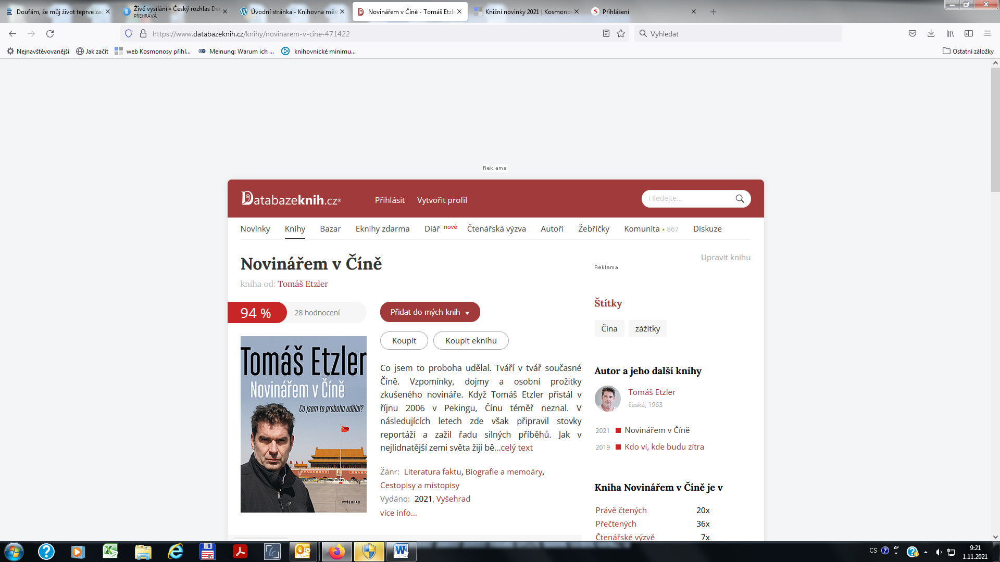 Doufám, že můj život teprve zač
Živé vysílání • Český rozhlas Dvo
PŘEHRÁVÁ
Úvodní stránka - Knihovna měst
Novinářem v Číně - Tomáš Etzle
Knižní novinky 2021 | Kosmonos
Přihlášení
https://www.databazeknih.cz/knihy/novinarem-v-cine-471422
Vyhledat
Nejnavštěvovanější
Jak začít
web Kosmonosy přihl...
Meinung: Warum ich ...
knihovnické minimu...
Ostatní záložky
Reklama
Databazeknih.cz®
Přihlásit
Vytvořit profil
Hledejte...
Novinky Knihy Bazar Eknihy zdarma Diář nové Čtenářská výzva Autoři Žebříčky Komunita • 867 Diskuze
Novinářem v Číně
Upravit knihu
kniha od: Tomáš Etzler
94 %
28 hodnocení
Přidat do mých knih
Koupit
Koupit eknihu
Tomáš Etzler
Novinářem v Číně
Co jsem to proboha udělal?
VYŠEHRAD
Co jsem to proboha udělal. Tváří v tvář současné
Číně. Vzpomínky, dojmy a osobní prožitky
zkušeného novináře. Když Tomáš Etzler přistál v
říjnu 2006 v Pekingu, Čínu téměř neznal. V
následujících letech zde však připravil stovky
reportáží a zažil řadu silných příběhů. Jak v
nejlidnatější zemi světa žijí bě...celý text
Žánr: Literatura faktu, Biografie a memoáry,
Cestopisy a místopisy
Vydáno: 2021, Vyšehrad
více info...
Reklama
Štítky
Čína
zážitky
Autor a jeho další knihy
Tomáš Etzler
česká, 1963
2021 Novinářem v Číně
2019 Kdo ví, kde budu zítra
Kniha Novinářem v Číně je v
Právě čtených 20x
Přečtených 36x
Čtenářské výzvě 7x
CS
9:21
1.11.2021